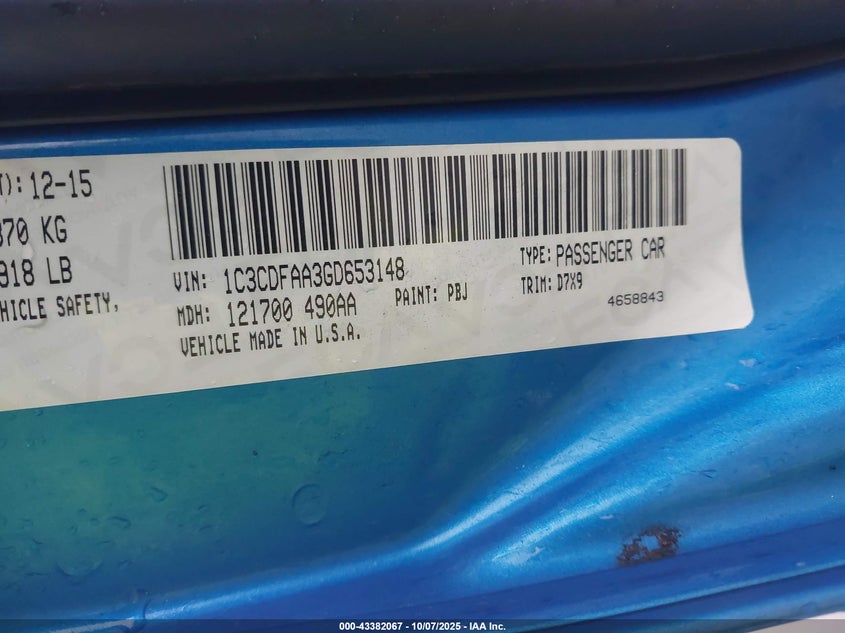 T): 12-15
870 KG
918 LB
HICLE SAFETY,
VIN: 1C3CDFAA3GD653148
TYPE: PASSENGER CAR
MDH: 121700 490AA
PAINT: PBJ
TRIM: D7X9
VEHICLE MADE IN U.S.A.
4658843
000-43382067 - 10/07/2025 - IAA Inc.